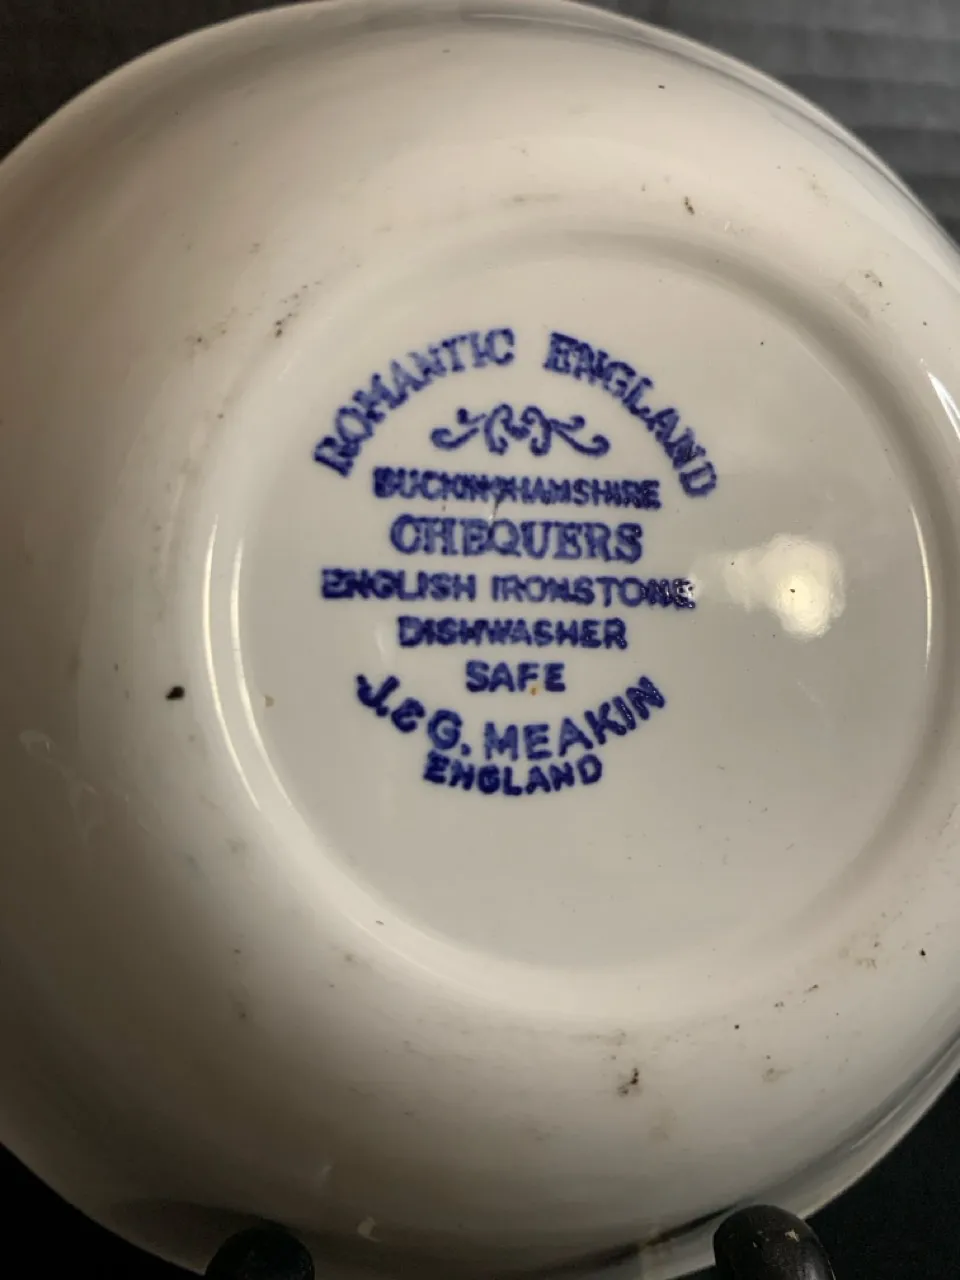 ROMANTIC ENGLAND
BUCKINGHAMSHIRE
CHEQUERS
ENGLISH IRONSTONE
DISHWASHER
SAFE
J. & G. MEAKIN
ENGLAND